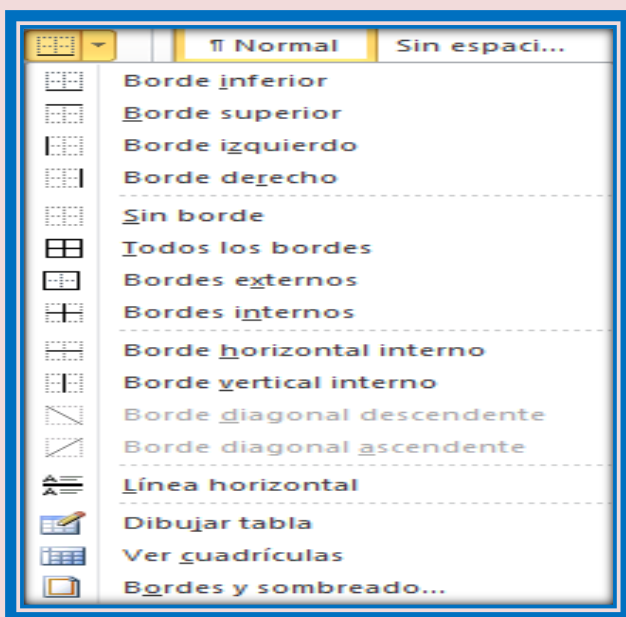 ¶ Normal Sin espaci...
Borde inferior
Borde superior
Borde izquierdo
Borde derecho
Sin borde
Todos los bordes
Bordes externos
Bordes internos
Borde horizontal interno
Borde vertical interno
Borde diagonal descendente
Borde diagonal ascendente
Línea horizontal
Dibujar tabla
Ver cuadrículas
Bordes y sombreado...